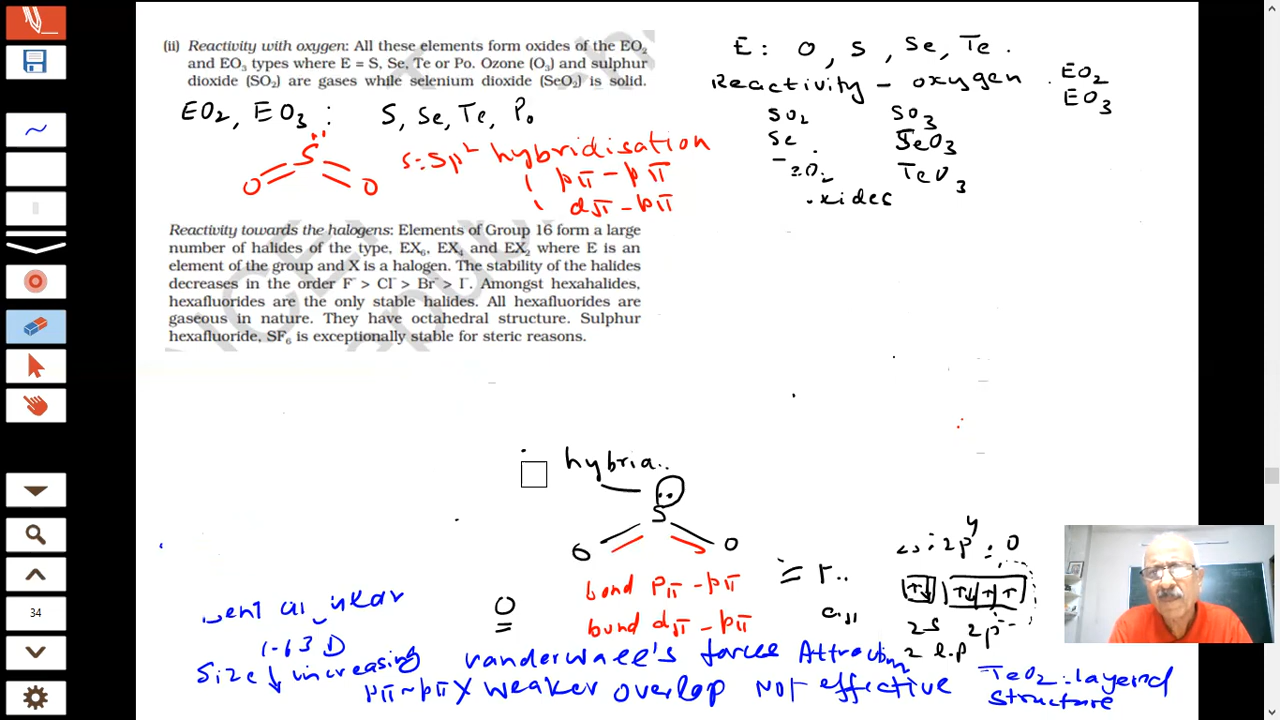 (ii) Reactivity with oxygen: All these elements form oxides of the EO2
and EO3 types where E = S, Se, Te or Po. Ozone (O3) and sulphur
dioxide (SO2) are gases while selenium dioxide (SeO2) is solid.
EO2, EO3 : S, Se, Te, Po
S
O O
S: Sp² hybridisation
pπ - pπ
dπ - pπ
E : O, S, Se, Te.
Reactivity - oxygen
EO2
EO3
SO2 SO3
Se SeO3
TeO3
Reactivity towards the halogens: Elements of Group 16 form a large
number of halides of the type, EX6, EX4 and EX2 where E is an
element of the group and X is a halogen. The stability of the halides
decreases in the order F⁻ > Cl⁻ > Br⁻ > I⁻. Amongst hexahalides,
hexafluorides are the only stable halides. All hexafluorides are
gaseous in nature. They have octahedral structure. Sulphur
hexafluoride, SF6 is exceptionally stable for steric reasons.
S
O
bond pπ - pπ
bond dπ - pπ
O
2s 2p
2 l.p
1.63 D
Size ↓ increasing
vanderwall's forces Attraction
pπ-pπ X weaker overlap Not effective
TeO2 - layered
structure
34